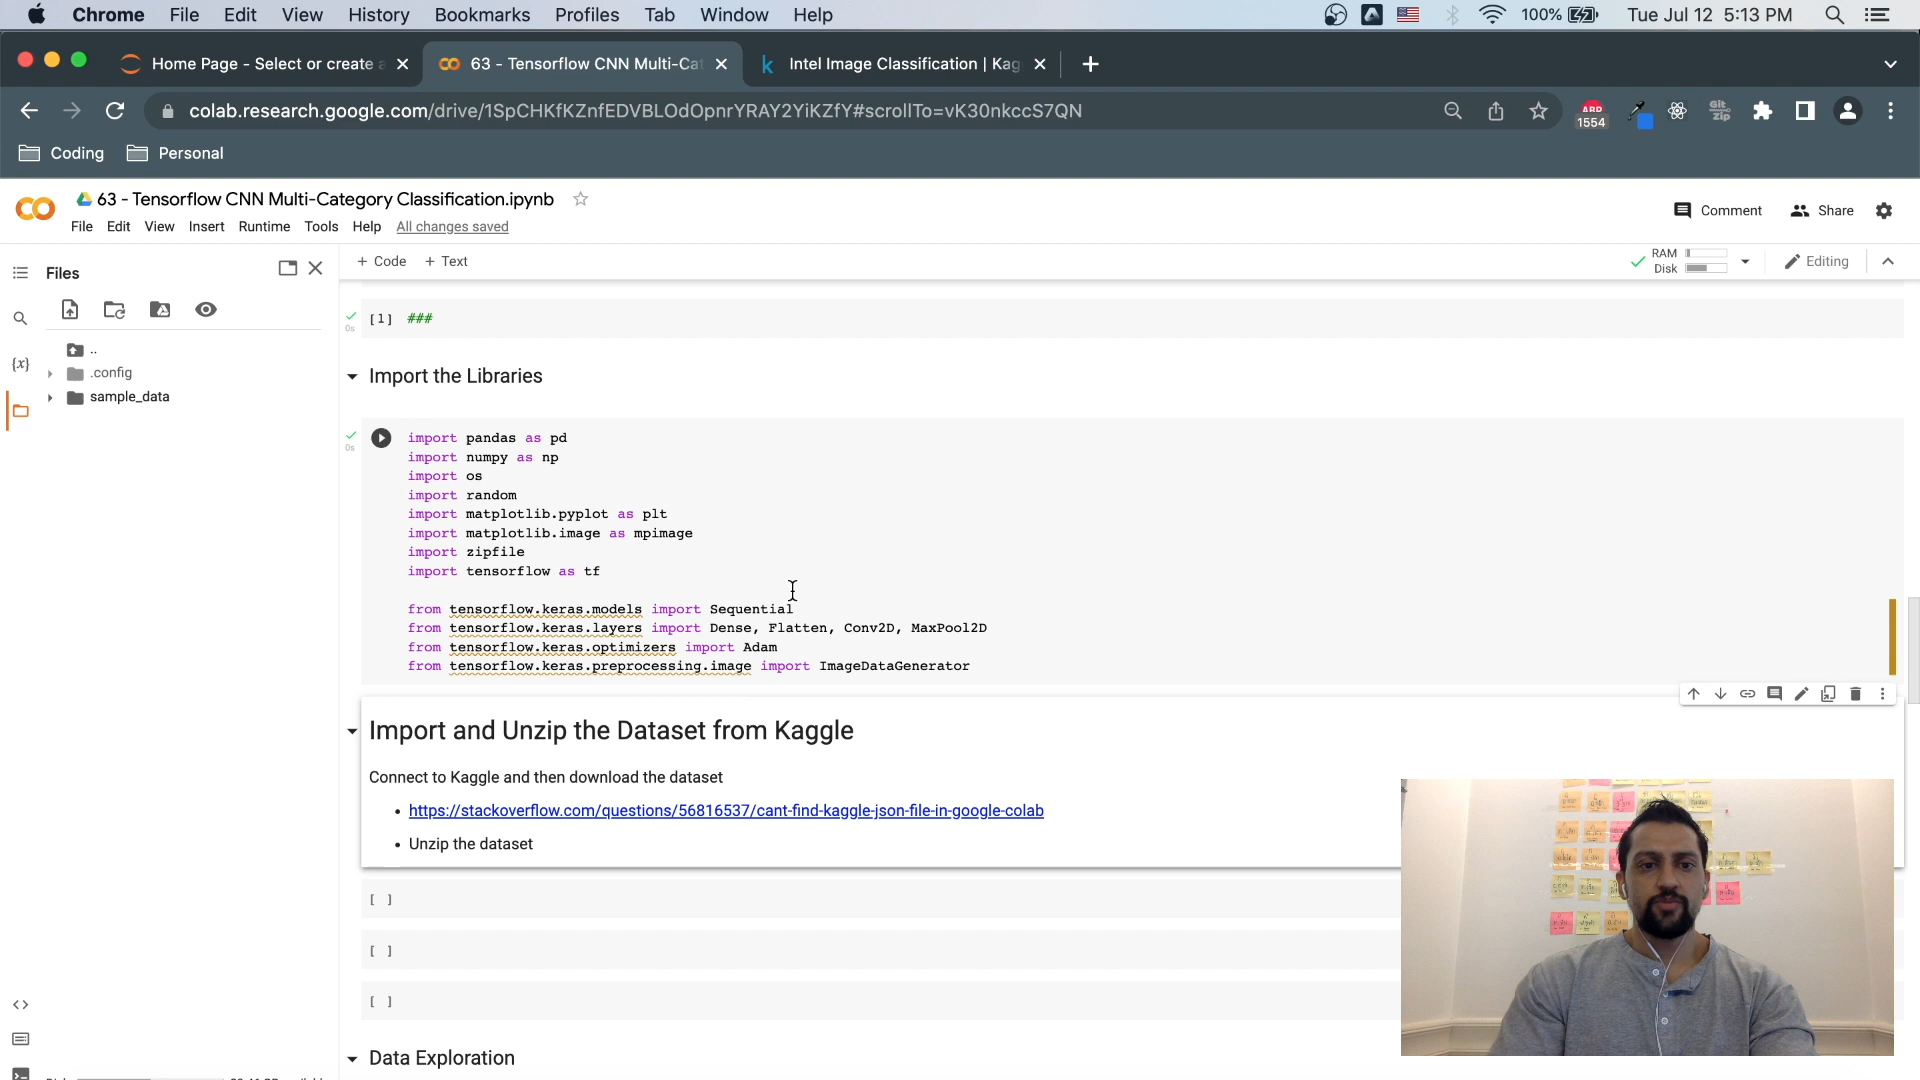 Chrome File Edit View History Bookmarks Profiles Tab Window Help 100% Tue Jul 12 5:13 PM
Home Page - Select or create a 63 - Tensorflow CNN Multi-Cat Intel Image Classification | Kag
colab.research.google.com/drive/1SpCHKfKZnfEDVBLOdOpnrYRAY2YiKZfY#scrollTo=vK30nkccS7QN
ABP 1554 Git Zip
Coding Personal
63 - Tensorflow CNN Multi-Category Classification.ipynb
File Edit View Insert Runtime Tools Help All changes saved
Comment Share
Files
+ Code + Text
RAM
Disk
Editing
..
.config
sample_data
{x}
[1] ###
0s
Import the Libraries
0s
import pandas as pd
import numpy as np
import os
import random
import matplotlib.pyplot as plt
import matplotlib.image as mpimage
import zipfile
import tensorflow as tf
from tensorflow.keras.models import Sequential
from tensorflow.keras.layers import Dense, Flatten, Conv2D, MaxPool2D
from tensorflow.keras.optimizers import Adam
from tensorflow.keras.preprocessing.image import ImageDataGenerator
Import and Unzip the Dataset from Kaggle
Connect to Kaggle and then download the dataset
• https://stackoverflow.com/questions/56816537/cant-find-kaggle-json-file-in-google-colab
• Unzip the dataset
[ ]
[ ]
[ ]
Data Exploration